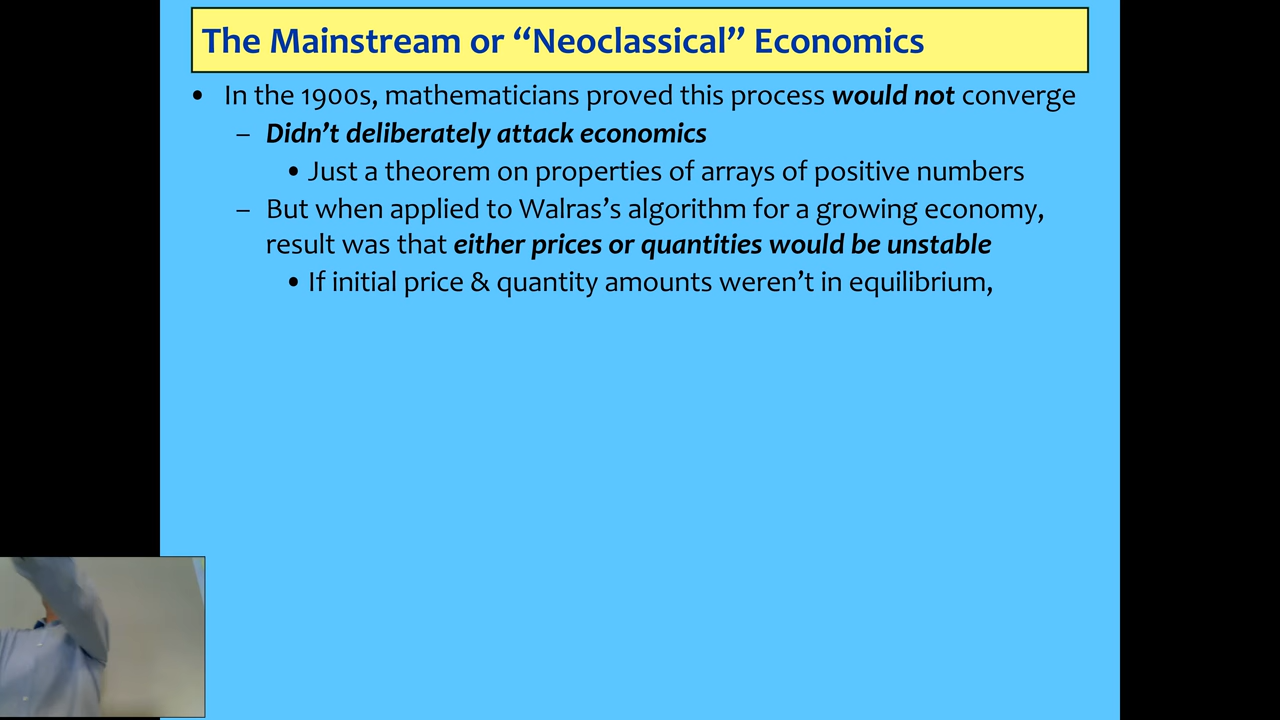 The Mainstream or “Neoclassical” Economics
• In the 1900s, mathematicians proved this process would not converge
– Didn’t deliberately attack economics
• Just a theorem on properties of arrays of positive numbers
– But when applied to Walras’s algorithm for a growing economy,
result was that either prices or quantities would be unstable
• If initial price & quantity amounts weren’t in equilibrium,